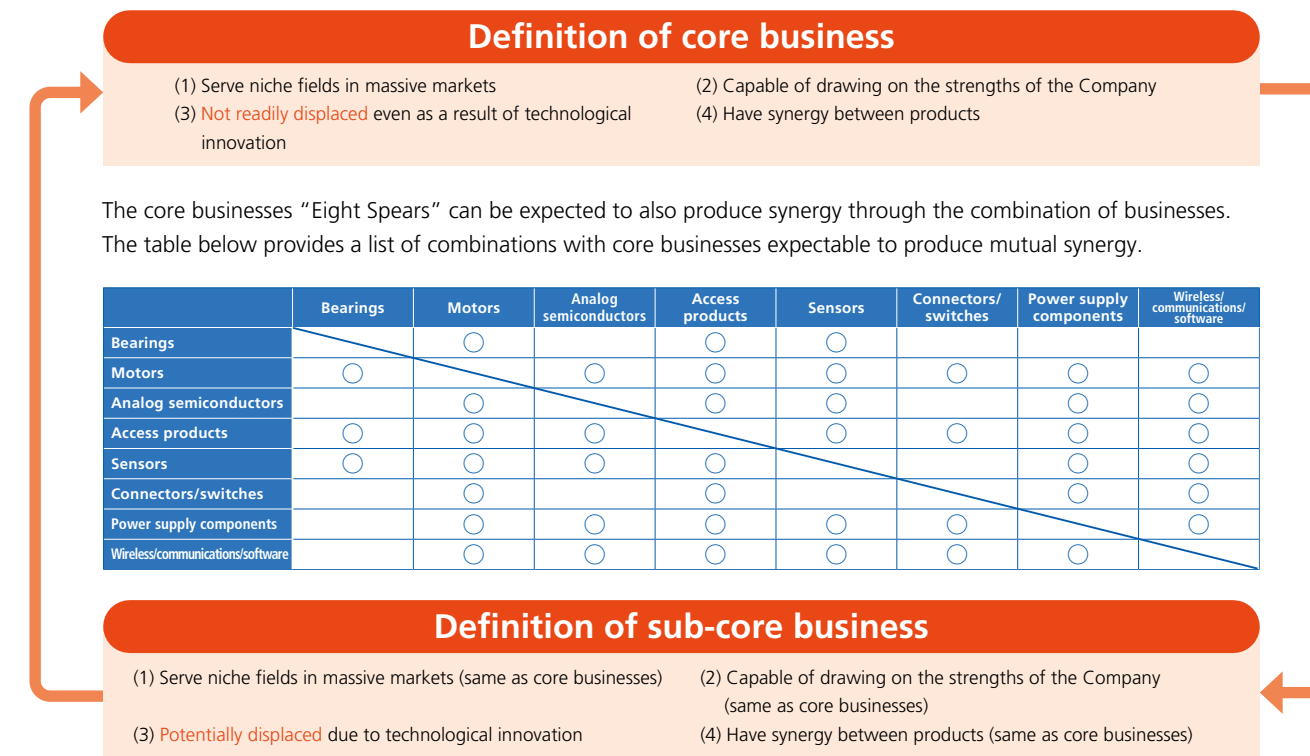 Definition of core business
(1) Serve niche fields in massive markets
(2) Capable of drawing on the strengths of the Company
(3) Not readily displaced even as a result of technological
innovation
(4) Have synergy between products
The core businesses “Eight Spears” can be expected to also produce synergy through the combination of businesses.
The table below provides a list of combinations with core businesses expectable to produce mutual synergy.
Bearings Motors Analog semiconductors Access products Sensors Connectors/ switches Power supply components Wireless/ communications/ software
Bearings ○ ○ ○
Motors ○ ○ ○ ○ ○ ○ ○
Analog semiconductors ○ ○ ○ ○ ○
Access products ○ ○ ○ ○ ○ ○ ○
Sensors ○ ○ ○ ○ ○ ○
Connectors/switches ○ ○ ○ ○
Power supply components ○ ○ ○ ○ ○ ○
Wireless/communications/software ○ ○ ○ ○ ○ ○
Definition of sub-core business
(1) Serve niche fields in massive markets (same as core businesses)
(2) Capable of drawing on the strengths of the Company
(same as core businesses)
(3) Potentially displaced due to technological innovation
(4) Have synergy between products (same as core businesses)